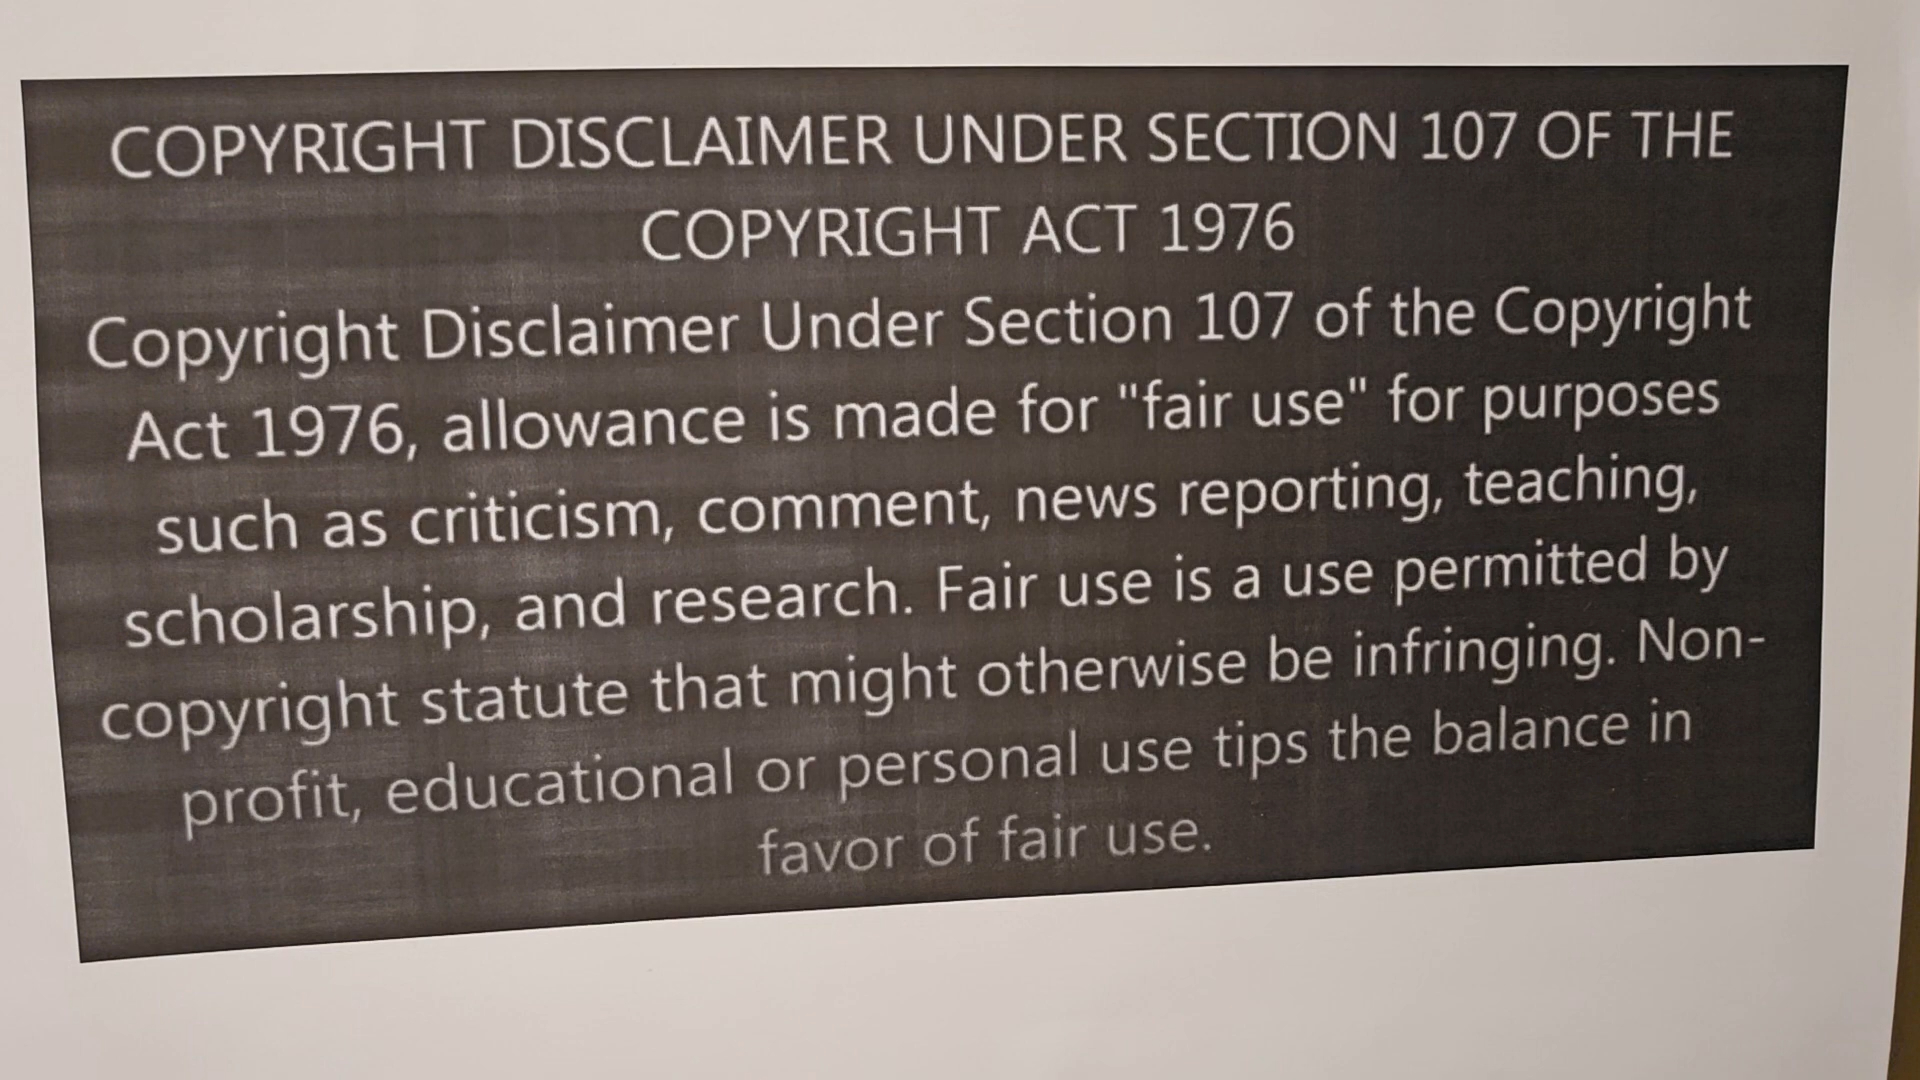 COPYRIGHT DISCLAIMER UNDER SECTION 107 OF THE
COPYRIGHT ACT 1976
Copyright Disclaimer Under Section 107 of the Copyright
Act 1976, allowance is made for "fair use" for purposes
such as criticism, comment, news reporting, teaching,
scholarship, and research. Fair use is a use permitted by
copyright statute that might otherwise be infringing. Non-
profit, educational or personal use tips the balance in
favor of fair use.